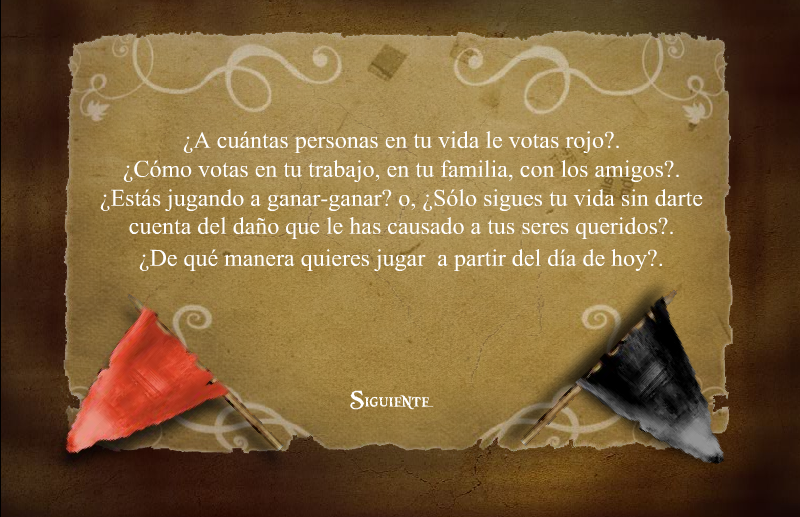 ¿A cuántas personas en tu vida le votas rojo?.
¿Cómo votas en tu trabajo, en tu familia, con los amigos?.
¿Estás jugando a ganar-ganar? o, ¿Sólo sigues tu vida sin darte
cuenta del daño que le has causado a tus seres queridos?.
¿De qué manera quieres jugar  a partir del día de hoy?.
SIGUIENTE